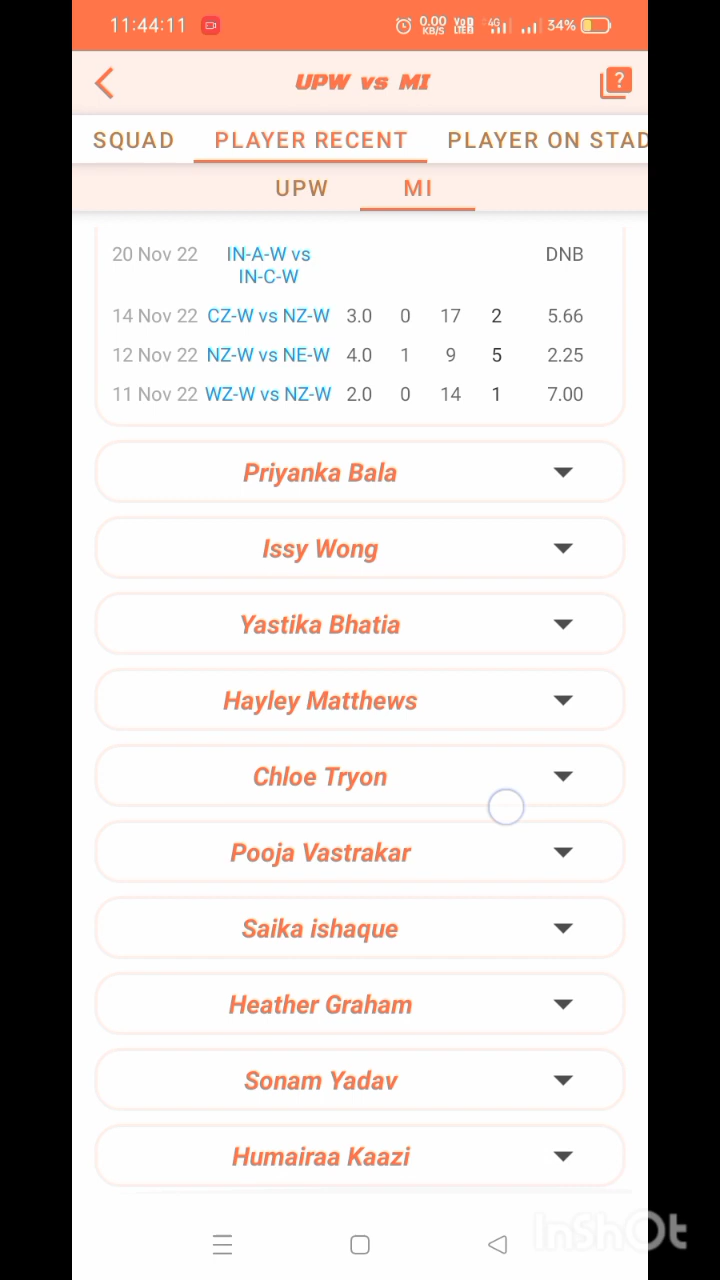 11:44:11 0.00 KB/S VoD LTEB 4G 34%
UPW vs MI ?
SQUAD PLAYER RECENT PLAYER ON STAD
UPW MI
20 Nov 22 IN-A-W vs IN-C-W DNB
14 Nov 22 CZ-W vs NZ-W 3.0 0 17 2 5.66
12 Nov 22 NZ-W vs NE-W 4.0 1 9 5 2.25
11 Nov 22 WZ-W vs NZ-W 2.0 0 14 1 7.00
Priyanka Bala
Issy Wong
Yastika Bhatia
Hayley Matthews
Chloe Tryon
Pooja Vastrakar
Saika ishaque
Heather Graham
Sonam Yadav
Humairaa Kaazi
InShOt